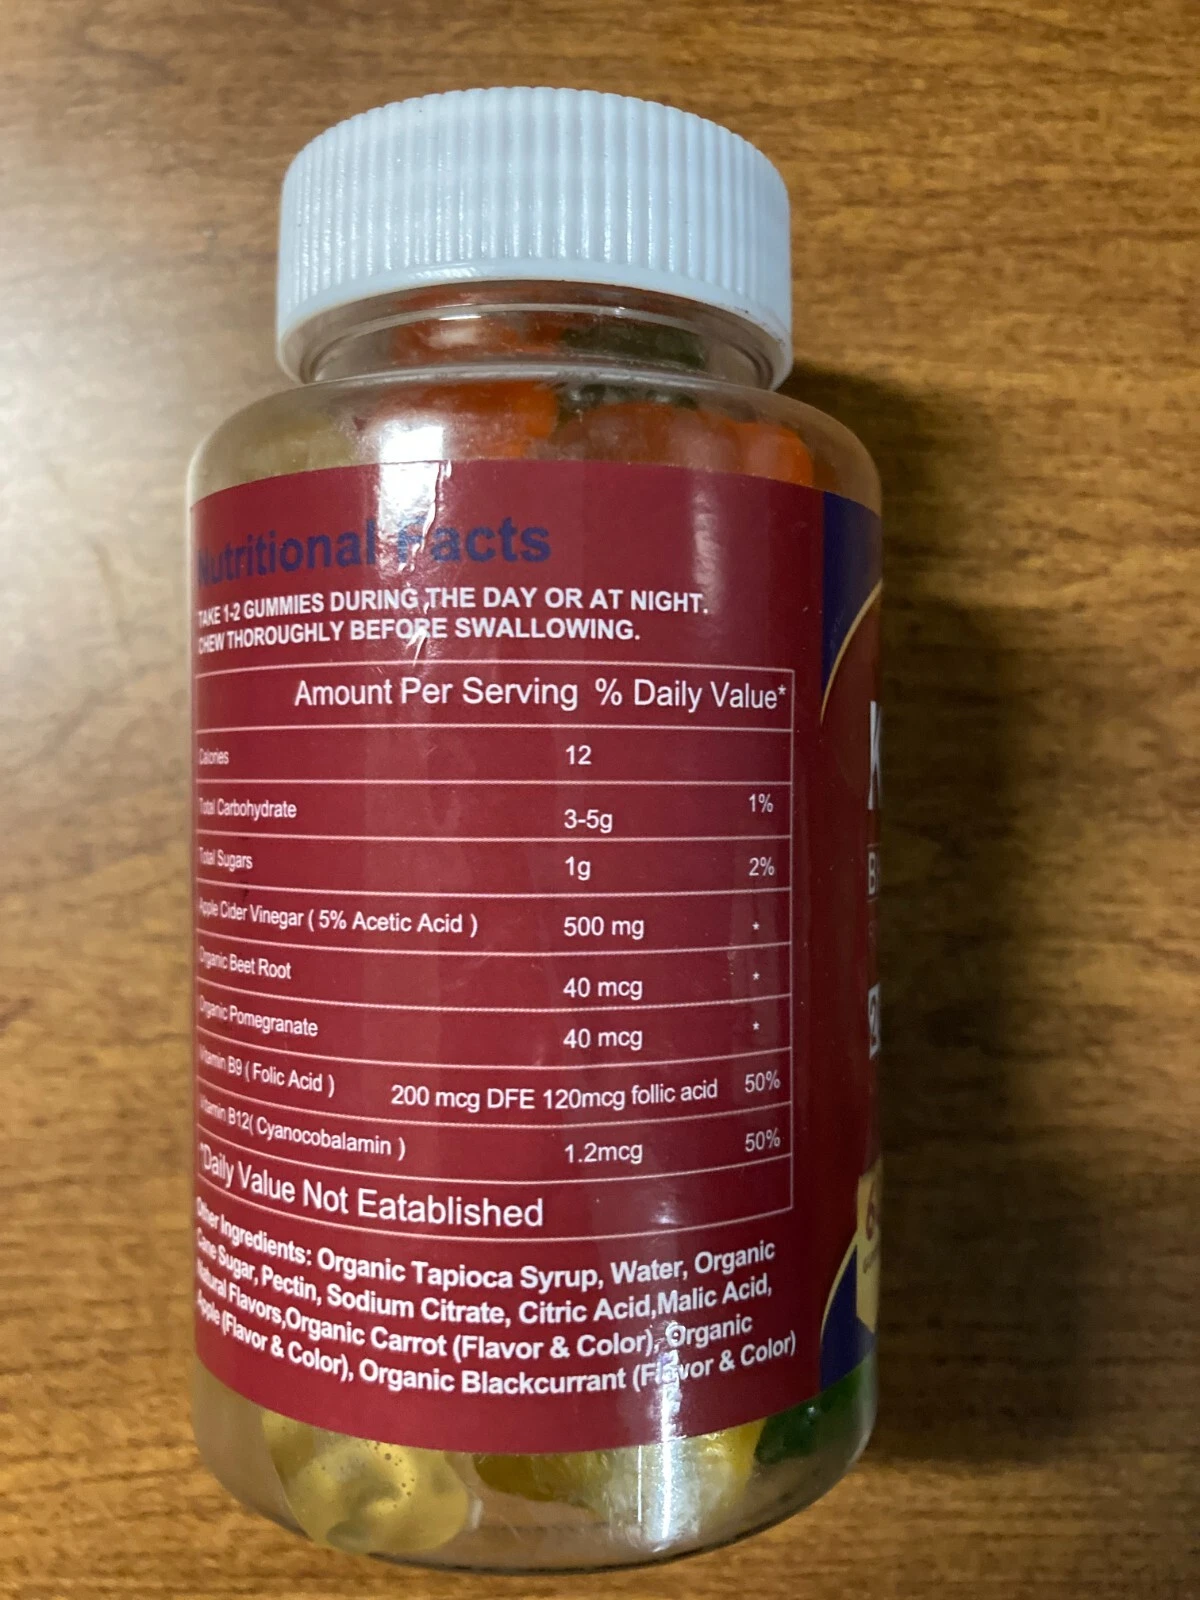 Nutritional Facts
TAKE 1-2 GUMMIES DURING THE DAY OR AT NIGHT.
CHEW THOROUGHLY BEFORE SWALLOWING.
Amount Per Serving % Daily Value*
Calories 12
Total Carbohydrate 3-5g 1%
Total Sugars 1g 2%
Apple Cider Vinegar ( 5% Acetic Acid ) 500 mg *
Organic Beet Root 40 mcg *
Organic Pomegranate 40 mcg *
Vitamin B9 ( Folic Acid ) 200 mcg DFE 120mcg follic acid 50%
Vitamin B12( Cyanocobalamin ) 1.2mcg 50%
*Daily Value Not Eatablished
Other Ingredients: Organic Tapioca Syrup, Water, Organic
Cane Sugar, Pectin, Sodium Citrate, Citric Acid,Malic Acid,
Natural Flavors,Organic Carrot (Flavor & Color), Organic
Apple (Flavor & Color), Organic Blackcurrant (Flavor & Color)